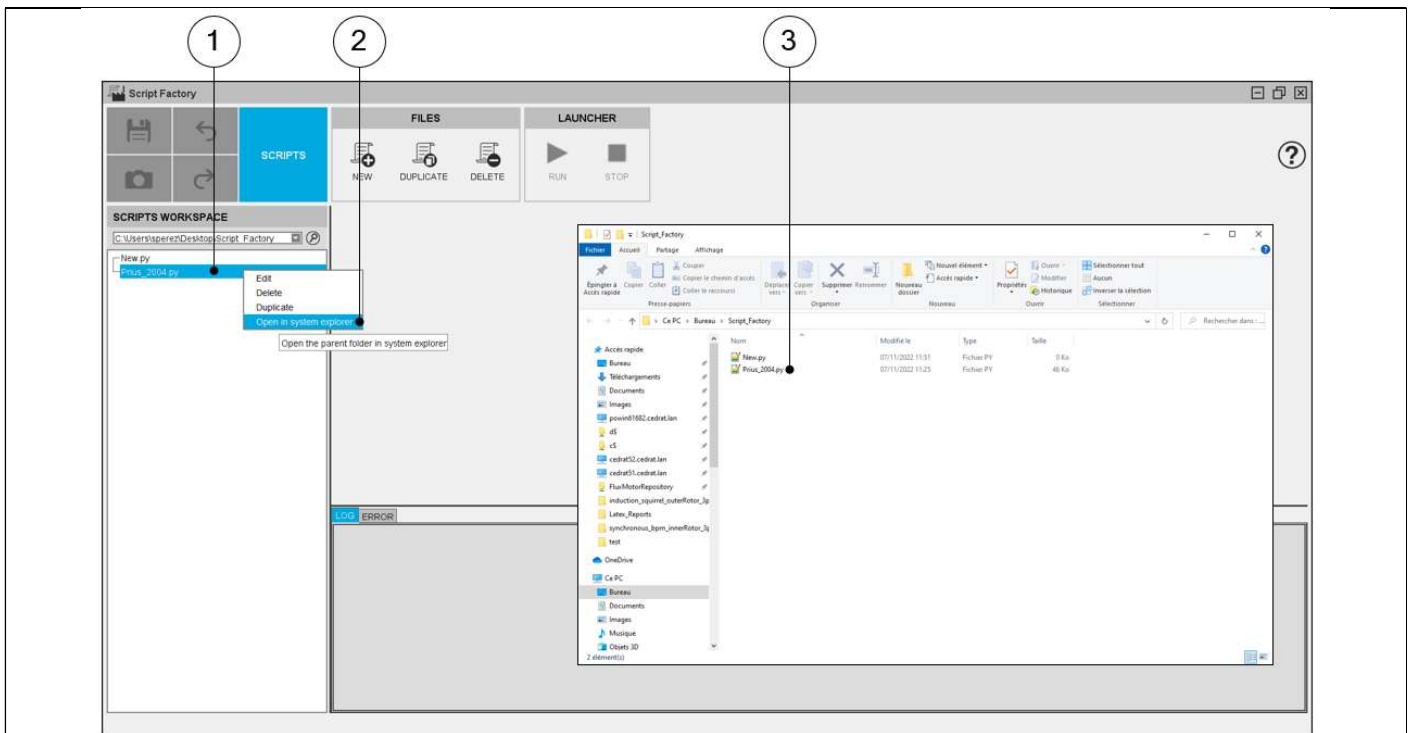 1 2 3
Script Factory
FILES LAUNCHER
SCRIPTS
NEW DUPLICATE DELETE RUN STOP
?
SCRIPTS WORKSPACE
C:\Users\sperez\Desktop\Script_Factory
New.py
Prius_2004.py
Edit
Delete
Duplicate
Open in system explorer
Open the parent folder in system explorer
LOG ERROR
Script_Factory
Fichier Accueil Partage Affichage
Épingler à Accès rapide
Copier
Coller
Couper
Copier le chemin d'accès
Coller le raccourci
Presse-papiers
Déplacer vers
Copier vers
Supprimer
Renommer
Organiser
Nouveau dossier
Nouvel élément
Accès rapide
Nouveau
Propriétés
Ouvrir
Modifier
Historique
Ouvrir
Sélectionner tout
Aucun
Inverser la sélection
Sélectionner
Ce PC Bureau Script_Factory
Rechercher dans : ...
Nom Modifié le Type Taille
New.py 07/11/2022 11:51 Fichier PY 0 Ko
Prius_2004.py 07/11/2022 11:25 Fichier PY 46 Ko
Accès rapide
Bureau
Téléchargements
Documents
Images
powin61682.cedrat.lan
d$
c$
cedrat52.cedrat.lan
cedrat51.cedrat.lan
FluxMotorRepository
induction_squirrel_outerRotor_3p
Latex_Reports
synchronous_bpm_innerRotor_3p
test
OneDrive
Ce PC
Bureau
Documents
Images
Musique
Objets 3D
2 élément(s)